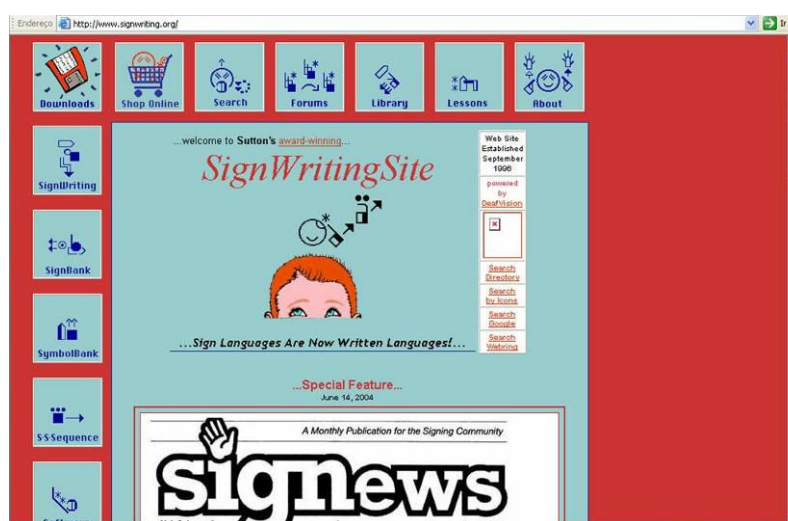 Endereço http://www.signwriting.org/ Ir
Downloads
Shop Online
Search
Forums
Library
Lessons
About
SignWriting
SignBank
SymbolBank
SSSequence
...welcome to Sutton's award-winning...
SignWritingSite
...Sign Languages Are Now Written Languages!...
Web Site
Established
September
1996
powered
by
DeafVision
Search
Directory
Search
by Icons
Search
Google
Search
Webring
...Special Feature...
June 14, 2004
A Monthly Publication for the Signing Community
signews